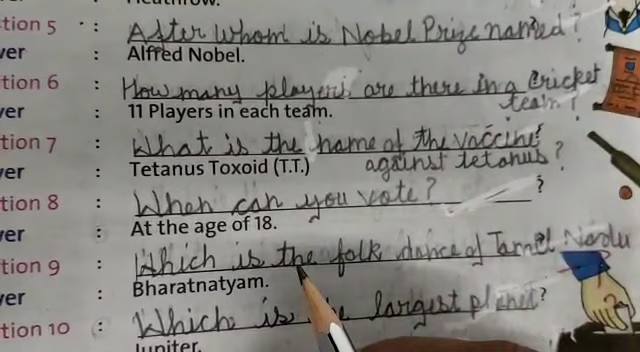 Heathrow.
tion 5 : After whom is Nobel Prize named?
ver : Alfred Nobel.
tion 6 : How many players are there in a cricket team?
ver : 11 Players in each team.
tion 7 : What is the name of the vaccine against tetanus?
ver : Tetanus Toxoid (T.T.)
tion 8 : When can you vote? ?
ver : At the age of 18.
tion 9 : Which is the folk dance of Tamil Nadu
ver : Bharatnatyam.
tion 10 : Which is the largest planet?
Jupiter.